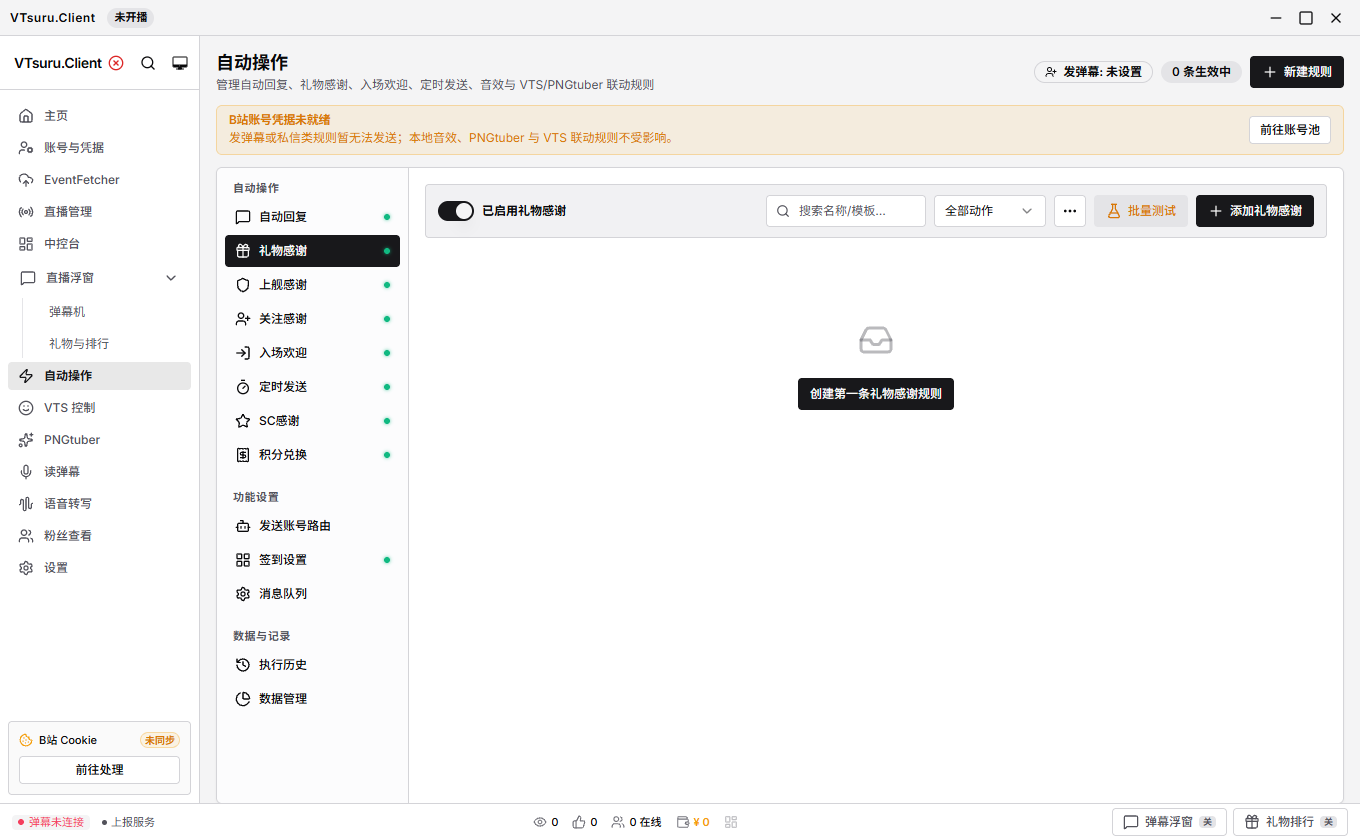 VTsuru.Client 未开播
VTsuru.Client
主页
账号与凭据
EventFetcher
直播管理
中控台
直播浮窗
弹幕机
礼物与排行
自动操作
VTS 控制
PNGtuber
读弹幕
语音转写
粉丝查看
设置
B站 Cookie 未同步
前往处理
自动操作
管理自动回复、礼物感谢、入场欢迎、定时发送、音效与 VTS/PNGtuber 联动规则
发弹幕: 未设置 0 条生效中 新建规则
B站账号凭据未就绪
发弹幕或私信类规则暂无法发送；本地音效、PNGtuber 与 VTS 联动规则不受影响。
前往账号池
自动操作
自动回复
礼物感谢
上舰感谢
关注感谢
入场欢迎
定时发送
SC感谢
积分兑换
功能设置
发送账号路由
签到设置
消息队列
数据与记录
执行历史
数据管理
已启用礼物感谢 搜索名称/模板... 全部动作 批量测试 添加礼物感谢
创建第一条礼物感谢规则
弹幕未连接 上报服务 0 0 0 在线 ¥ 0 弹幕浮窗 关 礼物排行 关